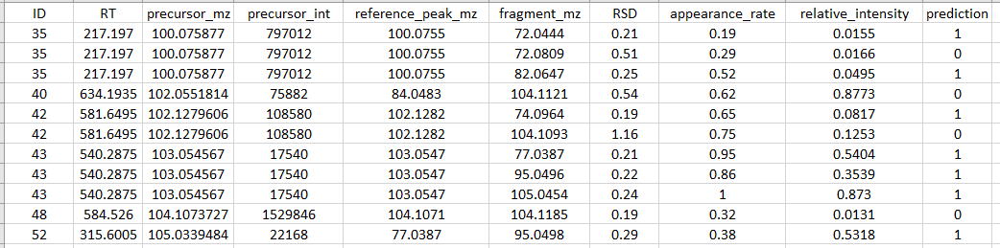 ID RT precursor_mz precursor_int reference_peak_mz fragment_mz RSD appearance_rate relative_intensity prediction
35 217.197 100.075877 797012 100.0755 72.0444 0.21 0.19 0.0155 1
35 217.197 100.075877 797012 100.0755 72.0809 0.51 0.29 0.0166 0
35 217.197 100.075877 797012 100.0755 82.0647 0.25 0.52 0.0495 1
40 634.1935 102.0551814 75882 84.0483 104.1121 0.54 0.62 0.8773 0
42 581.6495 102.1279606 108580 102.1282 74.0964 0.19 0.65 0.0817 1
42 581.6495 102.1279606 108580 102.1282 104.1093 1.16 0.75 0.1253 0
43 540.2875 103.054567 17540 103.0547 77.0387 0.21 0.95 0.5404 1
43 540.2875 103.054567 17540 103.0547 95.0496 0.22 0.86 0.3539 1
43 540.2875 103.054567 17540 103.0547 105.0454 0.24 1 0.873 1
48 584.526 104.1073727 1529846 104.1071 104.1185 0.19 0.32 0.0131 0
52 315.6005 105.0339484 22168 77.0387 95.0498 0.29 0.38 0.5318 1